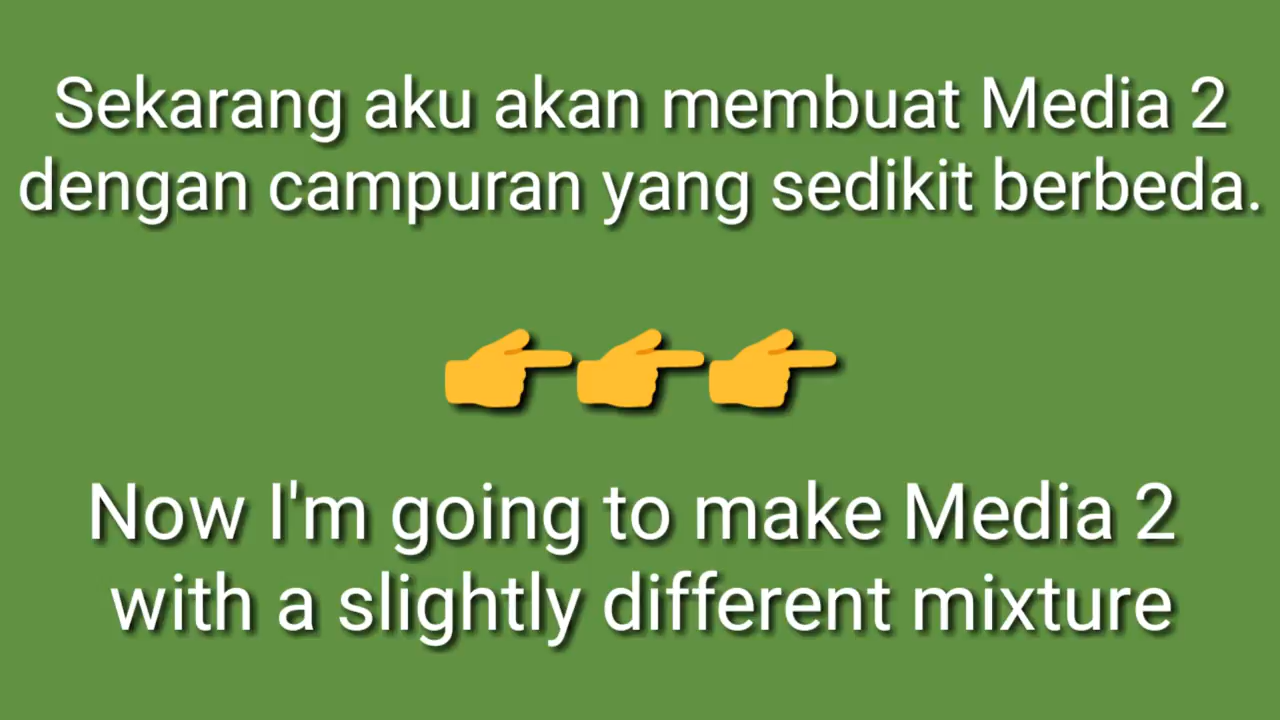 Sekarang aku akan membuat Media 2
dengan campuran yang sedikit berbeda.
👉👉👉
Now I'm going to make Media 2
with a slightly different mixture